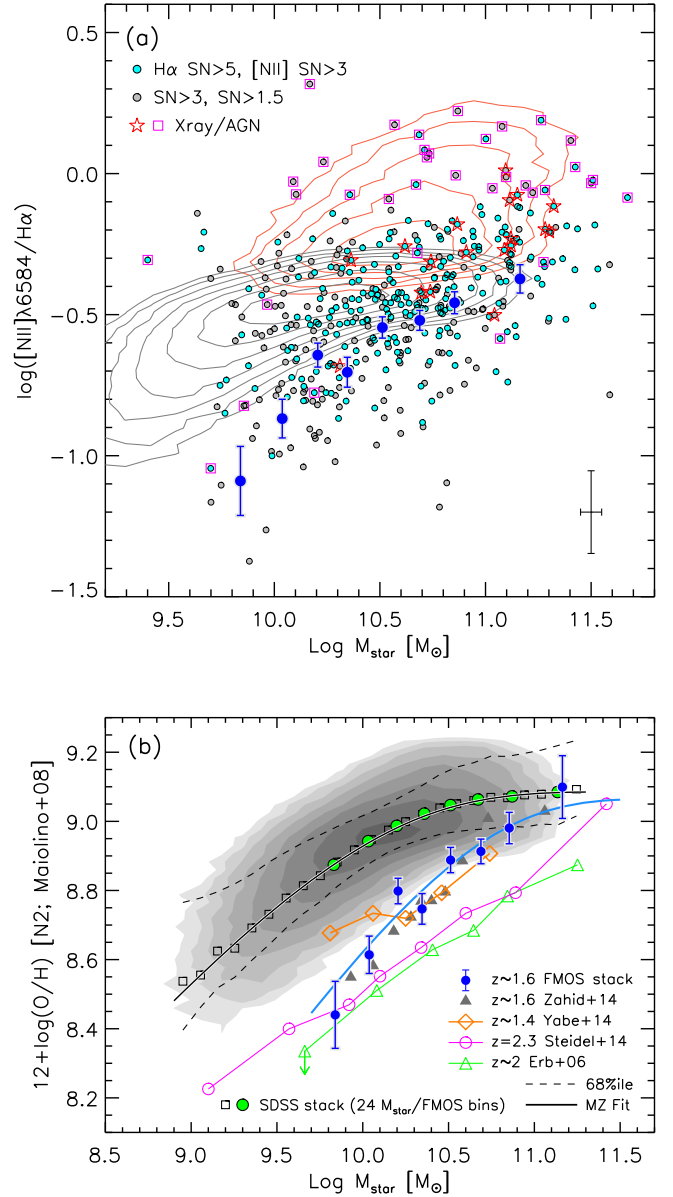 (a)
Hα SN>5, [NII] SN>3
SN>3, SN>1.5
Xray/AGN
log([NII]λ6584/Hα)
0.5
0.0
−0.5
−1.0
−1.5
9.5 10.0 10.5 11.0 11.5
Log Mstar [M⊙]
(b)
12+log(O/H) [N2; Maiolino+08]
9.2
9.0
8.8
8.6
8.4
8.2
z~1.6 FMOS stack
z~1.6 Zahid+14
z~1.4 Yabe+14
z=2.3 Steidel+14
z~2 Erb+06
68%ile
SDSS stack (24 Mstar/FMOS bins)
MZ Fit
8.5 9.0 9.5 10.0 10.5 11.0 11.5
Log Mstar [M⊙]